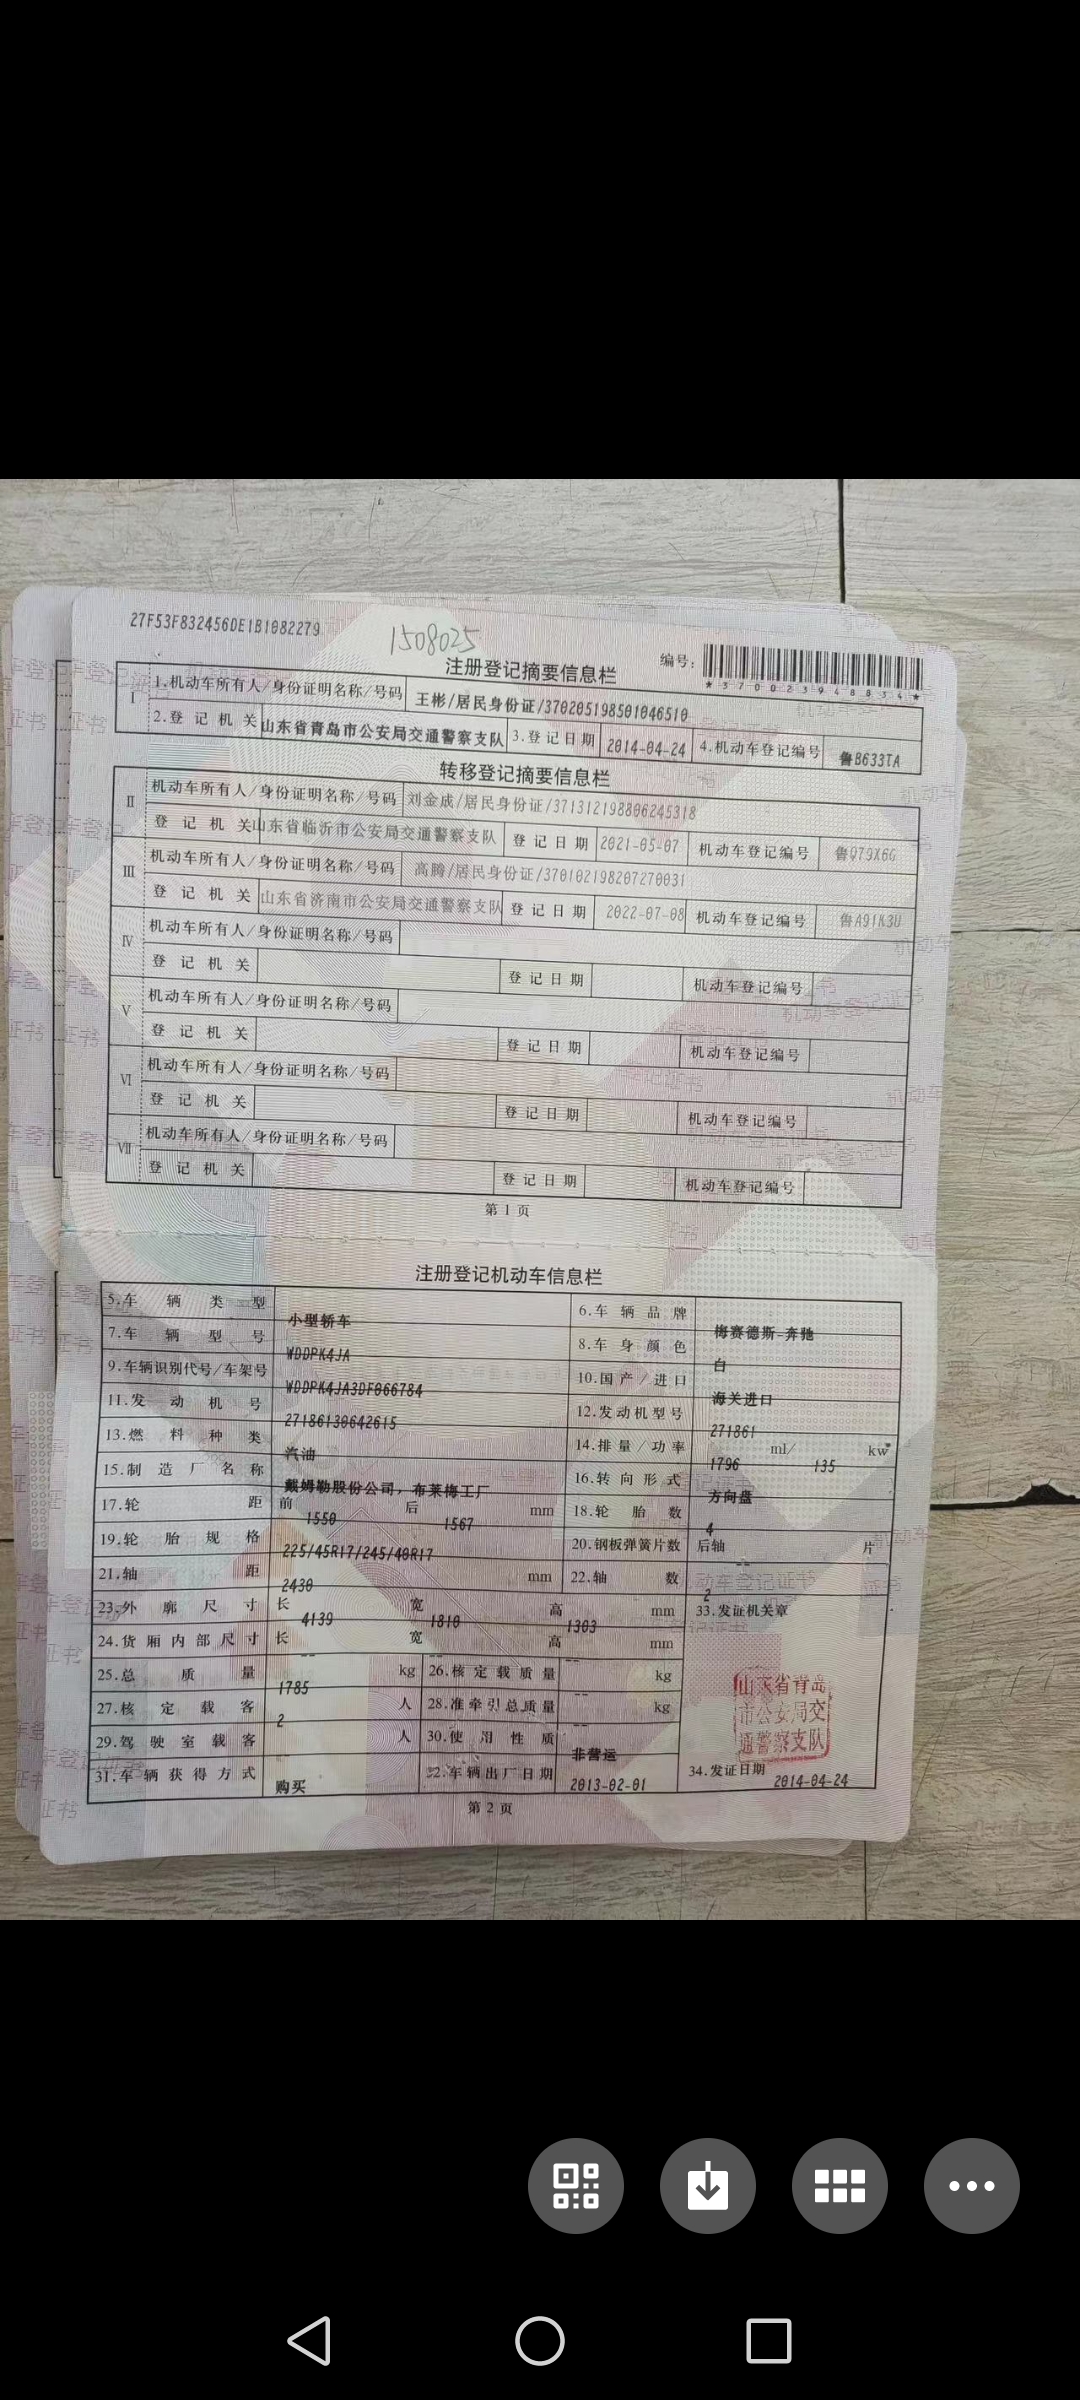 27F53F832456DE1B1082279
1508025
注册登记摘要信息栏
编号:
*370023948834*
I
1.机动车所有人/身份证明名称/号码 王彬/居民身份证/370205198501046510
2.登记机关 山东省青岛市公安局交通警察支队 3.登记日期 2014-04-24 4.机动车登记编号 鲁B633TA
转移登记摘要信息栏
II
机动车所有人/身份证明名称/号码 刘金成/居民身份证/371312198806245318
登记机关 山东省临沂市公安局交通警察支队 登记日期 2021-05-07 机动车登记编号 鲁Q79X6G
III
机动车所有人/身份证明名称/号码 高腾/居民身份证/370102198207270031
登记机关 山东省济南市公安局交通警察支队 登记日期 2022-07-08 机动车登记编号 鲁A91N3U
IV
机动车所有人/身份证明名称/号码
登记机关 登记日期 机动车登记编号
V
机动车所有人/身份证明名称/号码
登记机关 登记日期 机动车登记编号
VI
机动车所有人/身份证明名称/号码
登记机关 登记日期 机动车登记编号
VII
机动车所有人/身份证明名称/号码
登记机关 登记日期 机动车登记编号
第1页
注册登记机动车信息栏
5.车辆类型 小型轿车 6.车辆品牌 梅赛德斯-奔驰
7.车辆型号 WDDPK4JA 8.车身颜色 白
9.车辆识别代号/车架号 WDDPK4JA3DF066784 10.国产/进口 海关进口
11.发动机号 27186130642615 12.发动机型号 271861
13.燃料种类 汽油 14.排量/功率 1796 ml/ 135 kw
15.制造厂名称 戴姆勒股份公司，布莱梅工厂 16.转向形式 方向盘
17.轮距 前 1550 后 1567 mm 18.轮胎数 4
19.轮胎规格 225/45R17/245/40R17 20.钢板弹簧片数 后轴 -- 片
21.轴距 2430 mm 22.轴数 2
23.外廓尺寸 长 4139 宽 1810 高 1303 mm 33.发证机关章
24.货厢内部尺寸 长 -- 宽 -- 高 -- mm
25.总质量 1785 kg 26.核定载质量 -- kg
27.核定载客 2 人 28.准牵引总质量 -- kg
29.驾驶室载客 -- 人 30.使用性质 非营运
31.车辆获得方式 购买 32.车辆出厂日期 2013-02-01
山东省青岛
市公安局交
通警察支队
34.发证日期 2014-04-24
第2页